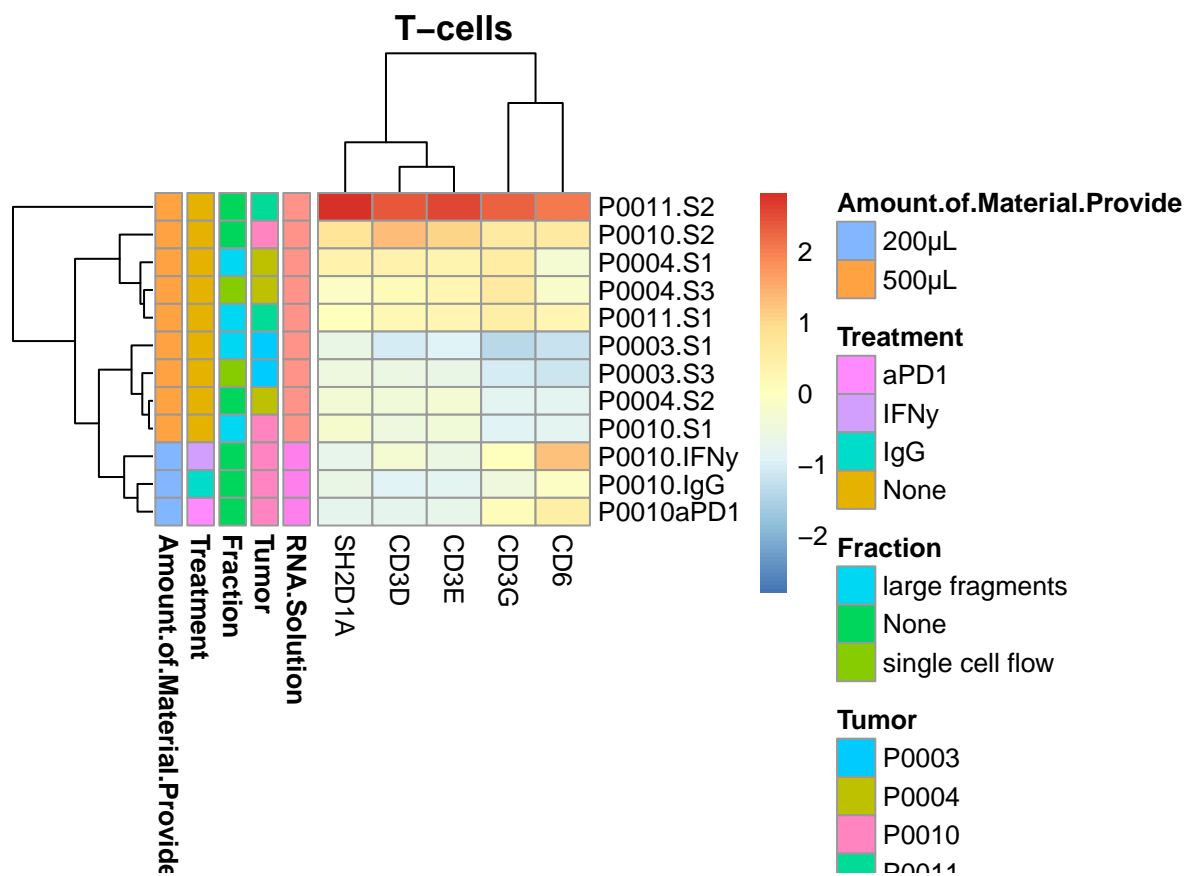 T−cells
P0011.S2
P0010.S2
P0004.S1
P0004.S3
P0011.S1
P0003.S1
P0003.S3
P0004.S2
P0010.S1
P0010.IFNy
P0010.IgG
P0010aPD1
Amount.of.Material.Provide
Treatment
Fraction
Tumor
RNA.Solution
SH2D1A
CD3D
CD3E
CD3G
CD6
2
1
0
−1
−2
Amount.of.Material.Provide
200µL
500µL
Treatment
aPD1
IFNy
IgG
None
Fraction
large fragments
None
single cell flow
Tumor
P0003
P0004
P0010
P0011